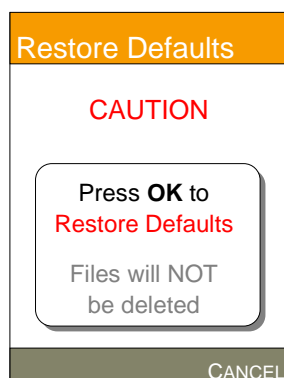 Restore Defaults
CAUTION
Press OK to
Restore Defaults
Files will NOT
be deleted
CANCEL